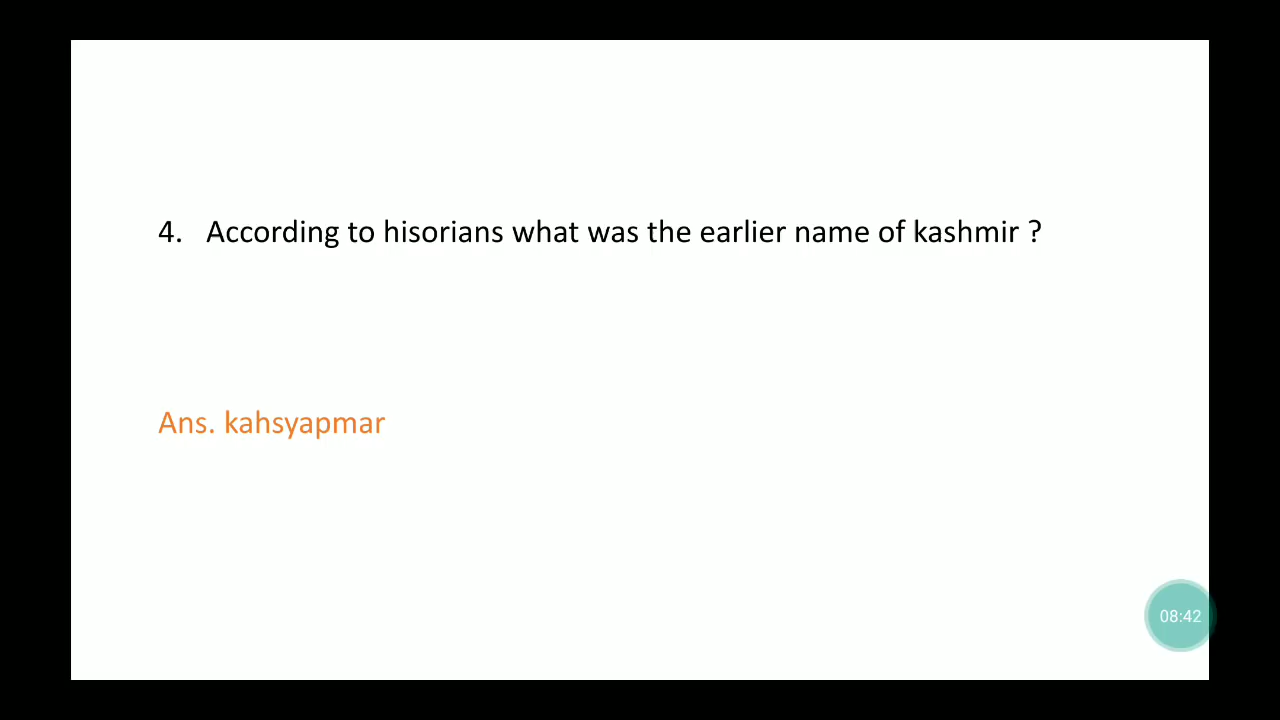 4. According to hisorians what was the earlier name of kashmir ?
Ans. kahsyapmar
08:42